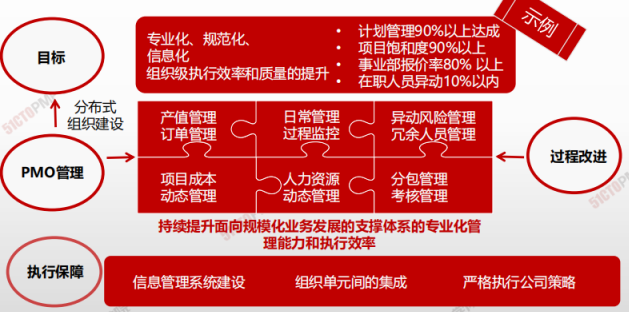 示例
目标
专业化、规范化、
信息化
组织级执行效率和质量的提升
• 计划管理90%以上达成
• 项目饱和度90%以上
• 事业部报价率80% 以上
• 在职人员异动10%以内
分布式
组织建设
PMO管理
产值管理
订单管理
日常管理
过程监控
异动风险管理
冗余人员管理
项目成本
动态管理
人力资源
动态管理
分包管理
考核管理
过程改进
持续提升面向规模化业务发展的支撑体系的专业化管
理能力和执行效率
执行保障
信息管理系统建设
组织单元间的集成
严格执行公司策略
51CTOPM
51CTOP